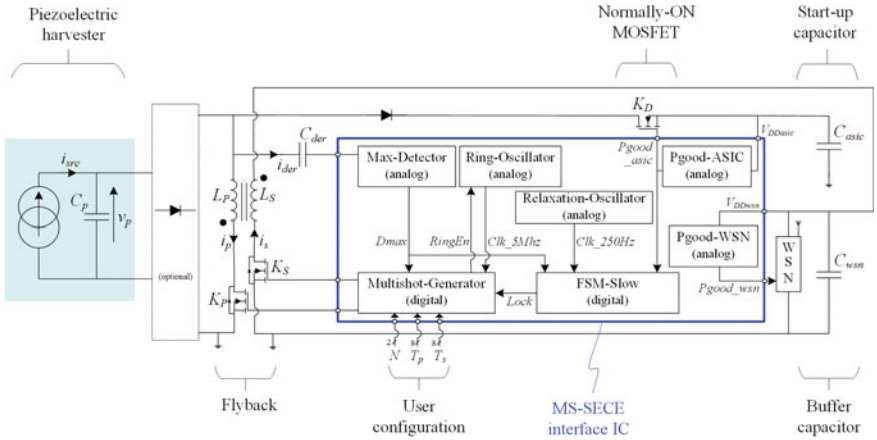 Piezoelectric
harvester
Normally-ON
MOSFET
Start-up
capacitor
K_D
V_DDasic
C_der
C_asic
Pgood
_asic
i_src
i_der
Max-Detector
(analog)
Ring-Oscillator
(analog)
Pgood-ASIC
(analog)
C_p
v_p
L_P
L_S
Relaxation-Oscillator
(analog)
V_DDwsn
i_p
i_s
Dmax
RingEn
Clk_5Mhz
Clk_250Hz
Pgood-WSN
(analog)
W
S
N
C_wsn
(optional)
K_S
K_P
Multishot-Generator
(digital)
Lock
FSM-Slow
(digital)
Pgood_wsn
2 8 8
N T_p T_s
Flyback
User
configuration
MS-SECE
interface IC
Buffer
capacitor